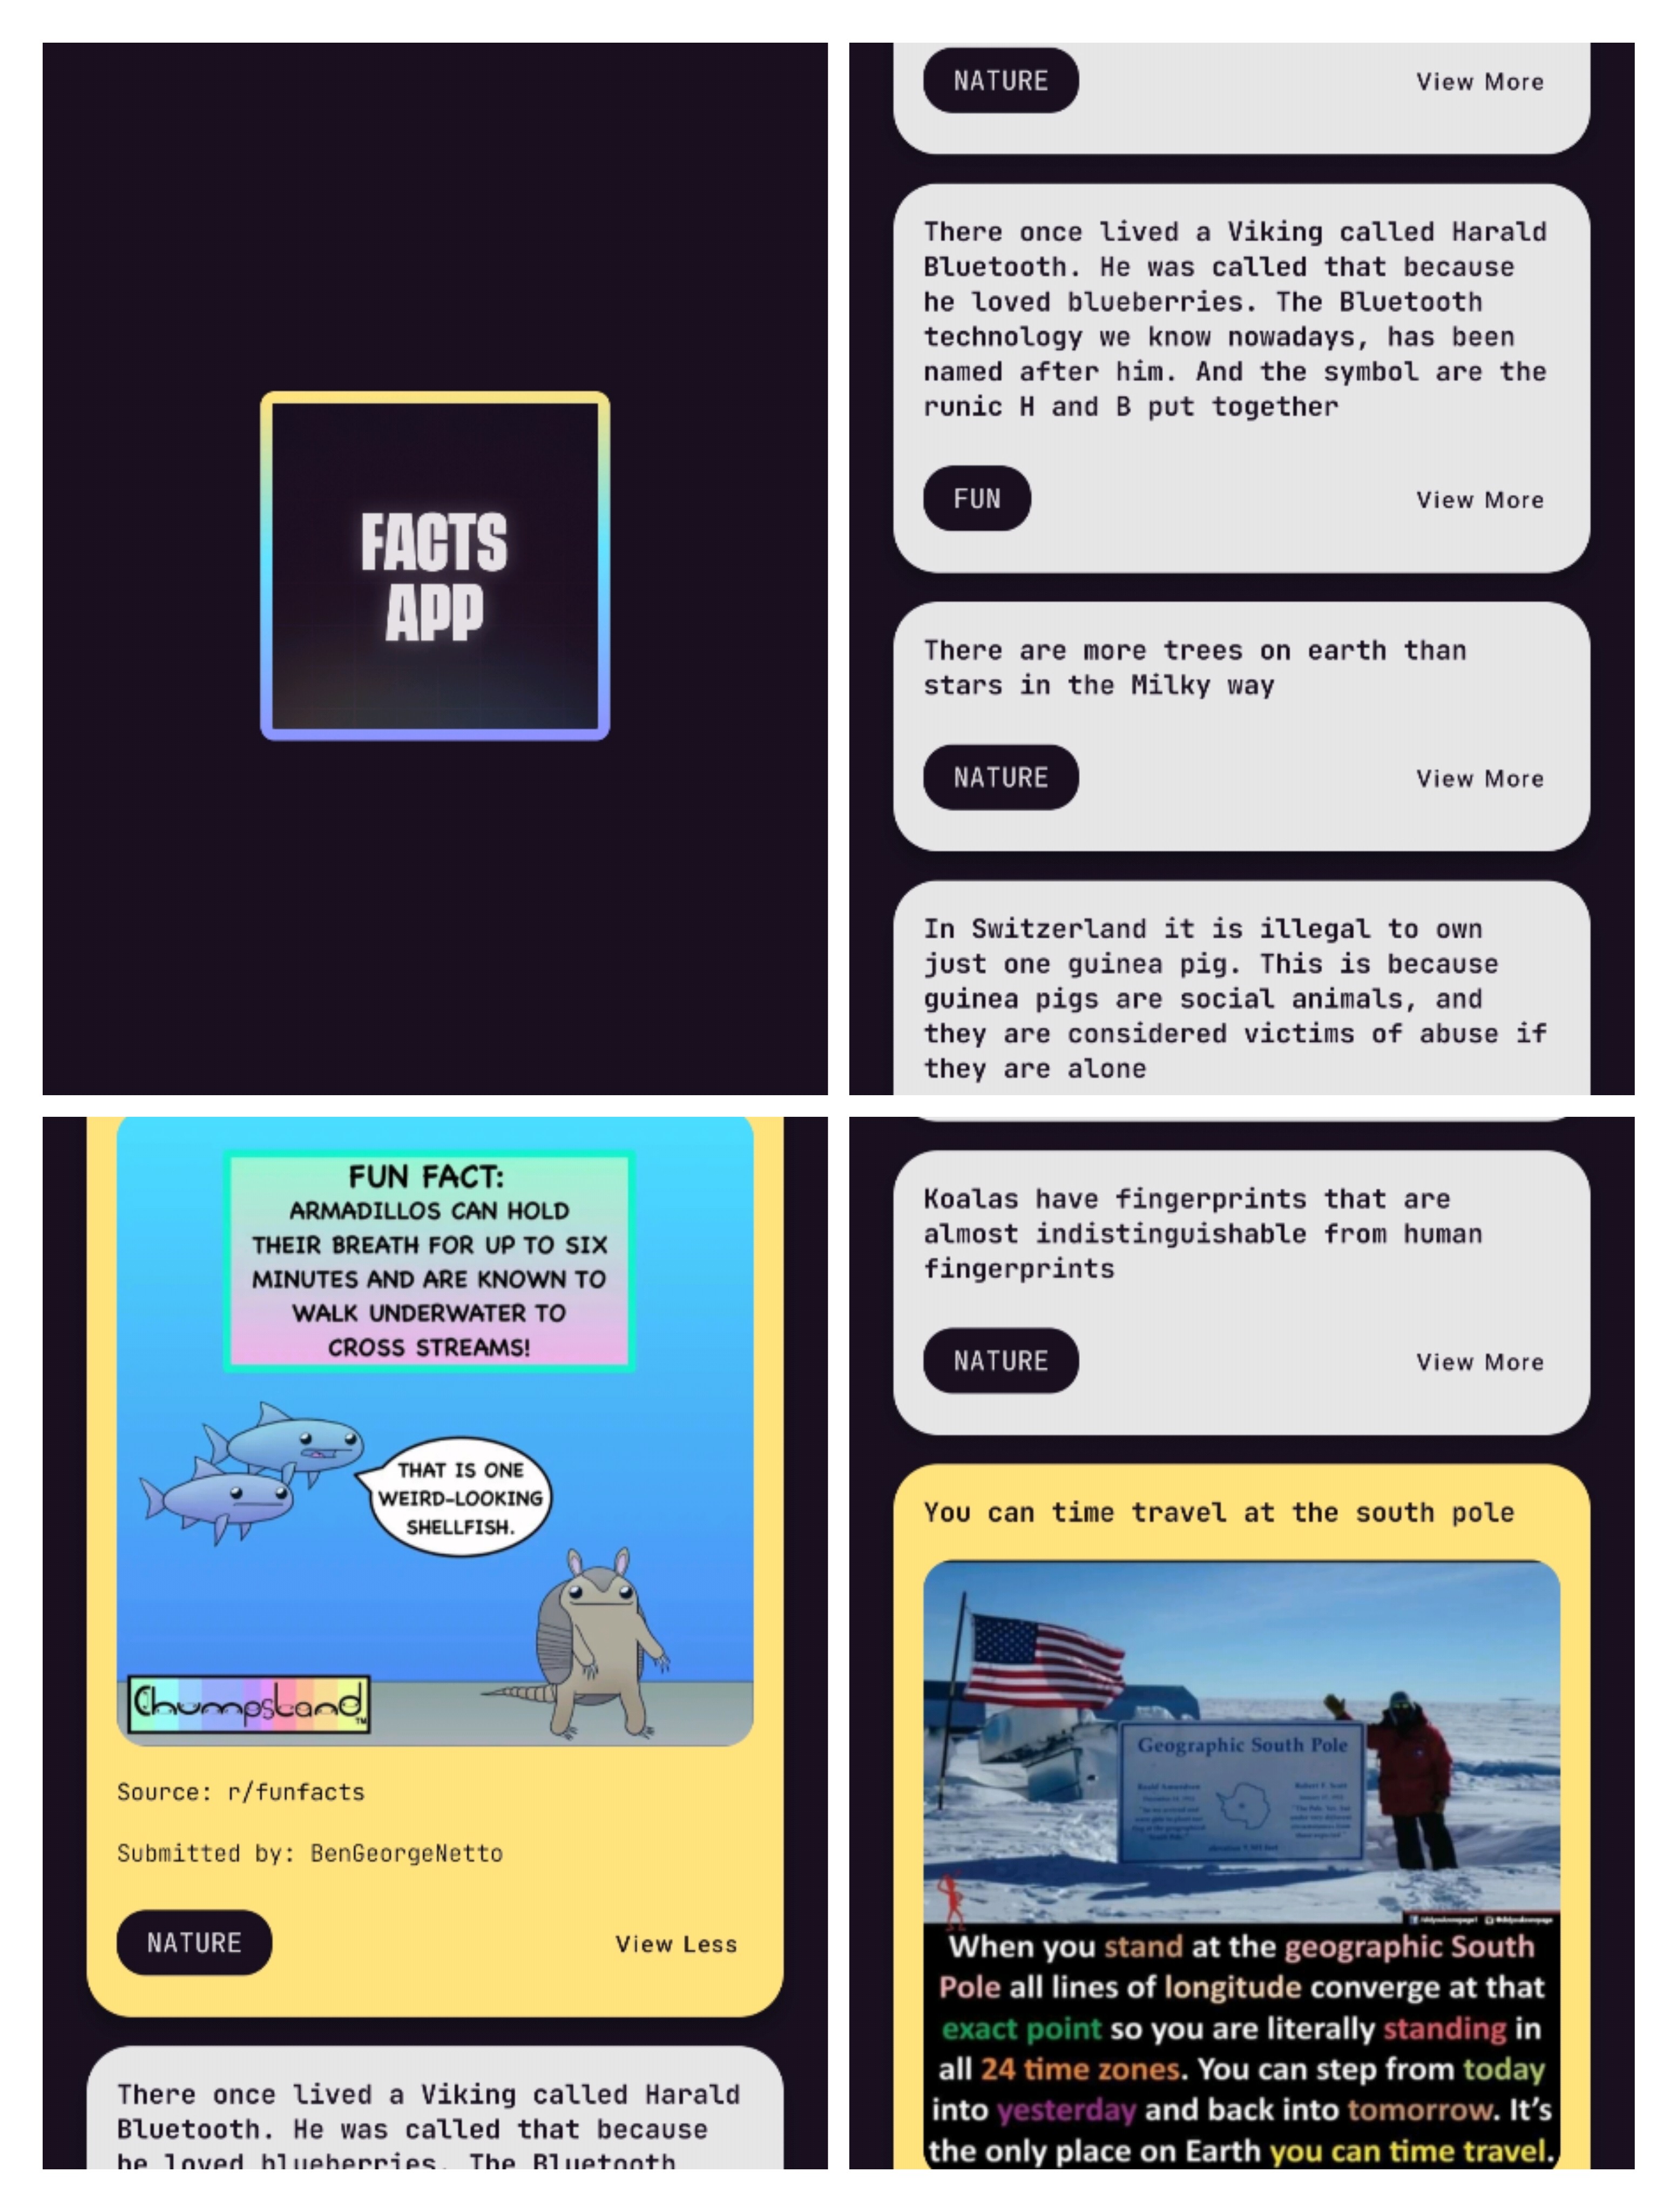 FACTS
APP
NATURE
View More
There once lived a Viking called Harald
Bluetooth. He was called that because
he loved blueberries. The Bluetooth
technology we know nowadays, has been
named after him. And the symbol are the
runic H and B put together
FUN
View More
There are more trees on earth than
stars in the Milky way
NATURE
View More
In Switzerland it is illegal to own
just one guinea pig. This is because
guinea pigs are social animals, and
they are considered victims of abuse if
they are alone
FUN FACT:
ARMADILLOS CAN HOLD
THEIR BREATH FOR UP TO SIX
MINUTES AND ARE KNOWN TO
WALK UNDERWATER TO
CROSS STREAMS!
THAT IS ONE
WEIRD-LOOKING
SHELLFISH.
ChumpsLand
TM
Source: r/funfacts
Submitted by: BenGeorgeNetto
NATURE
View Less
There once lived a Viking called Harald
Bluetooth. He was called that because
he loved blueberries. The Bluetooth
Koalas have fingerprints that are
almost indistinguishable from human
fingerprints
NATURE
View More
You can time travel at the south pole
Geographic South Pole
When you stand at the geographic South
Pole all lines of longitude converge at that
exact point so you are literally standing in
all 24 time zones. You can step from today
into yesterday and back into tomorrow. It's
the only place on Earth you can time travel.